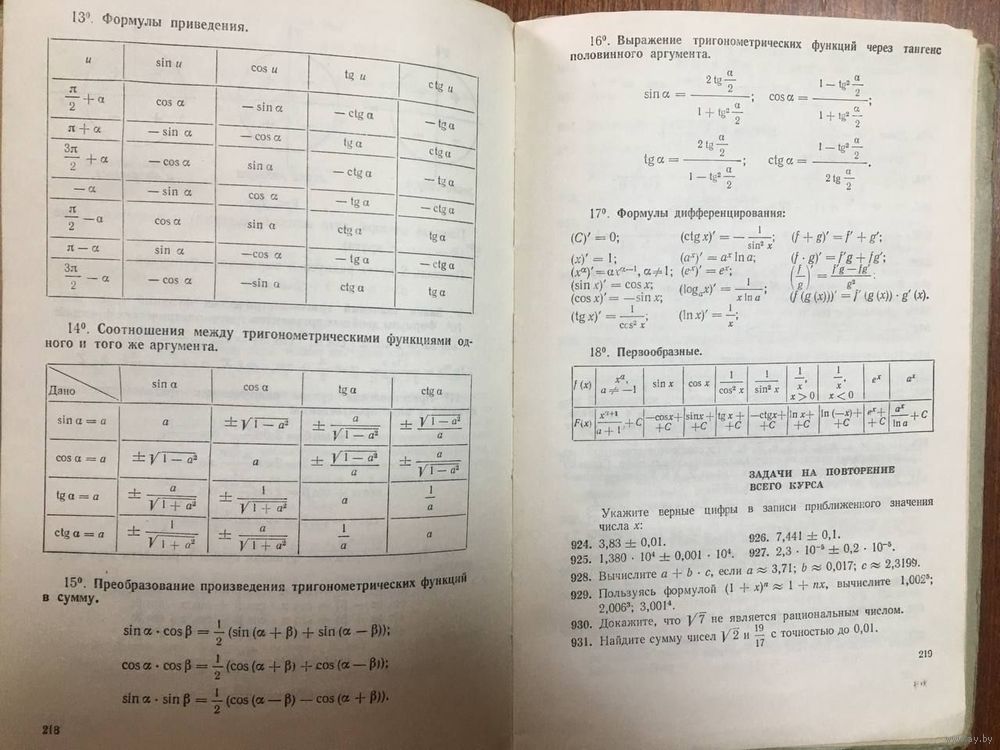 13⁰. Формулы приведения.
u sin u cos u tg u ctg u
π/2 + α cos α — sin α — ctg α — tg α
π + α — sin α — cos α tg α ctg α
3π/2 + α — cos α sin α — ctg α — tg α
— α — sin α cos α — tg α — ctg α
π/2 — α cos α sin α ctg α tg α
π — α sin α —cos α — tg α — ctg α
3π/2 — α — cos α —sin α ctg α tg α
14⁰. Соотношения между тригонометрическими функциями од-
ного и того же аргумента.
Дано sin α cos α tg α ctg α
sin α = a a ± √(1 — a²) ± a/√(1 — a²) ± √(1 — a²)/a
cos α = a ± √(1 — a²) a ± √(1 — a²)/a ± a/√(1 — a²)
tg α = a ± a/√(1 + a²) ± 1/√(1 + a²) a 1/a
ctg α = a ± 1/√(1 + a²) ± a/√(1 + a²) 1/a a
15⁰. Преобразование произведения тригонометрических функций
в сумму.
sin α · cos β = 1/2 (sin (α + β) + sin (α — β));
cos α · cos β = 1/2 (cos (α + β) + cos (α — β));
sin α · sin β = 1/2 (cos (α — β) — cos (α + β)).
218
16⁰. Выражение тригонометрических функций через тангенс
половинного аргумента.
sin α = 2 tg α/2 / 1 + tg² α/2; cos α = 1 — tg² α/2 / 1 + tg² α/2;
tg α = 2 tg α/2 / 1 — tg² α/2; ctg α = 1 — tg² α/2 / 2 tg α/2.
17⁰. Формулы дифференцирования:
(C)′ = 0; (ctg x)′ = — 1/sin² x; (f + g)′ = f′ + g′;
(x)′ = 1; (aˣ)′ = aˣ ln a; (f · g)′ = f′g + fg′;
(xᵅ)′ = αxᵅ⁻¹, α ≠ 1; (eˣ)′ = eˣ; (f/g)′ = f′g — fg′/g².
(sin x)′ = cos x; (logₐx)′ = 1/x ln a; (f (g (x)))′ = f′ (g (x)) · g′ (x).
(cos x)′ = —sin x;
(tg x)′ = 1/cos² x; (ln x)′ = 1/x;
18⁰. Первообразные.
f (x) xᵅ, a ≠ —1 sin x cos x 1/cos² x 1/sin² x 1/x, x > 0 1/x, x < 0 eˣ aˣ
F(x) xᵅ⁺¹/a + 1 + C —cosx+ +C sinx + +C tg x + +C —ctgx+ +C ln x+ +C ln (—x)+ +C eˣ+ + C aˣ/ln a + C
ЗАДАЧИ НА ПОВТОРЕНИЕ
ВСЕГО КУРСА
Укажите верные цифры в записи приближенного значения
числа x:
924. 3,83 ± 0,01. 926. 7,441 ± 0,1.
925. 1,380 · 10⁴ ± 0,001 · 10⁴. 927. 2,3 · 10⁻⁵ ± 0,2 · 10⁻⁵.
928. Вычислите a + b · c, если a ≈ 3,71; b ≈ 0,017; c ≈ 2,3199.
929. Пользуясь формулой (1 + x)ⁿ ≈ 1 + nx, вычислите 1,002⁵;
2,006³; 3,001⁴.
930. Докажите, что √7 не является рациональным числом.
931. Найдите сумму чисел √2 и 19/17 с точностью до 0,01.
219